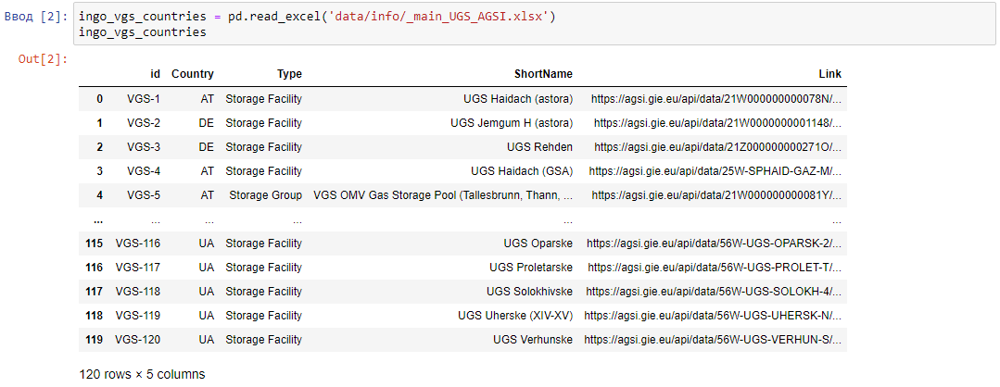 Ввод [2]: ingo_vgs_countries = pd.read_excel('data/info/_main_UGS_AGSI.xlsx')
ingo_vgs_countries
Out[2]:
id Country Type ShortName Link
0 VGS-1 AT Storage Facility UGS Haidach (astora) https://agsi.gie.eu/api/data/21W000000000078N/...
1 VGS-2 DE Storage Facility UGS Jemgum H (astora) https://agsi.gie.eu/api/data/21W0000000001148/...
2 VGS-3 DE Storage Facility UGS Rehden https://agsi.gie.eu/api/data/21Z000000000271O/...
3 VGS-4 AT Storage Facility UGS Haidach (GSA) https://agsi.gie.eu/api/data/25W-SPHAID-GAZ-M/...
4 VGS-5 AT Storage Group VGS OMV Gas Storage Pool (Tallesbrunn, Thann, ... https://agsi.gie.eu/api/data/21W000000000081Y/...
... ... ... ... ... ...
115 VGS-116 UA Storage Facility UGS Oparske https://agsi.gie.eu/api/data/56W-UGS-OPARSK-2/...
116 VGS-117 UA Storage Facility UGS Proletarske https://agsi.gie.eu/api/data/56W-UGS-PROLET-T/...
117 VGS-118 UA Storage Facility UGS Solokhivske https://agsi.gie.eu/api/data/56W-UGS-SOLOKH-4/...
118 VGS-119 UA Storage Facility UGS Uherske (XIV-XV) https://agsi.gie.eu/api/data/56W-UGS-UHERSK-N/...
119 VGS-120 UA Storage Facility UGS Verhunske https://agsi.gie.eu/api/data/56W-UGS-VERHUN-S/...
120 rows × 5 columns